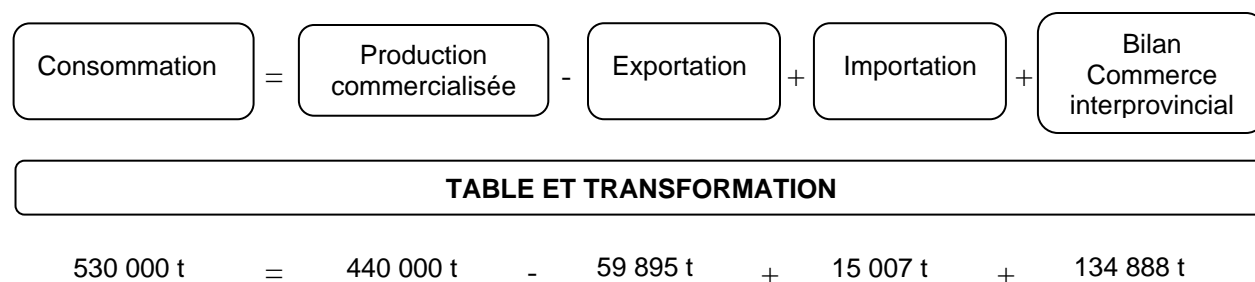 Consommation = Production commercialisée - Exportation + Importation + Bilan Commerce interprovincial
TABLE ET TRANSFORMATION
530 000 t = 440 000 t - 59 895 t + 15 007 t + 134 888 t